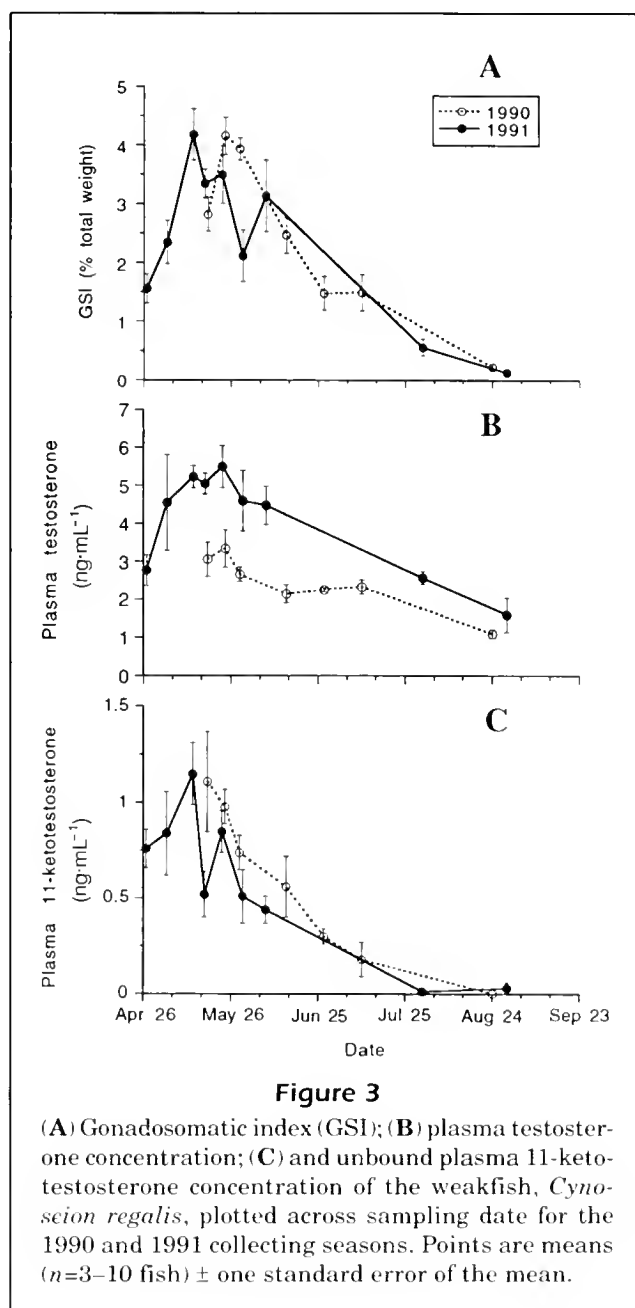 A
1990
1991
GSI (% total weight)
5
4
3
2
1
0
B
Plasma testosterone
(ng·mL⁻¹)
7
6
5
4
3
2
1
0
C
Plasma 11-ketotestosterone
(ng·mL⁻¹)
1.5
1
0.5
0
Apr 26 May 26 Jun 25 Jul 25 Aug 24 Sep 23
Date
Figure 3
(A) Gonadosomatic index (GSI); (B) plasma testoster-
one concentration; (C) and unbound plasma 11-keto-
testosterone concentration of the weakfish, Cyno-
scion regalis, plotted across sampling date for the
1990 and 1991 collecting seasons. Points are means
(n=3–10 fish) ± one standard error of the mean.